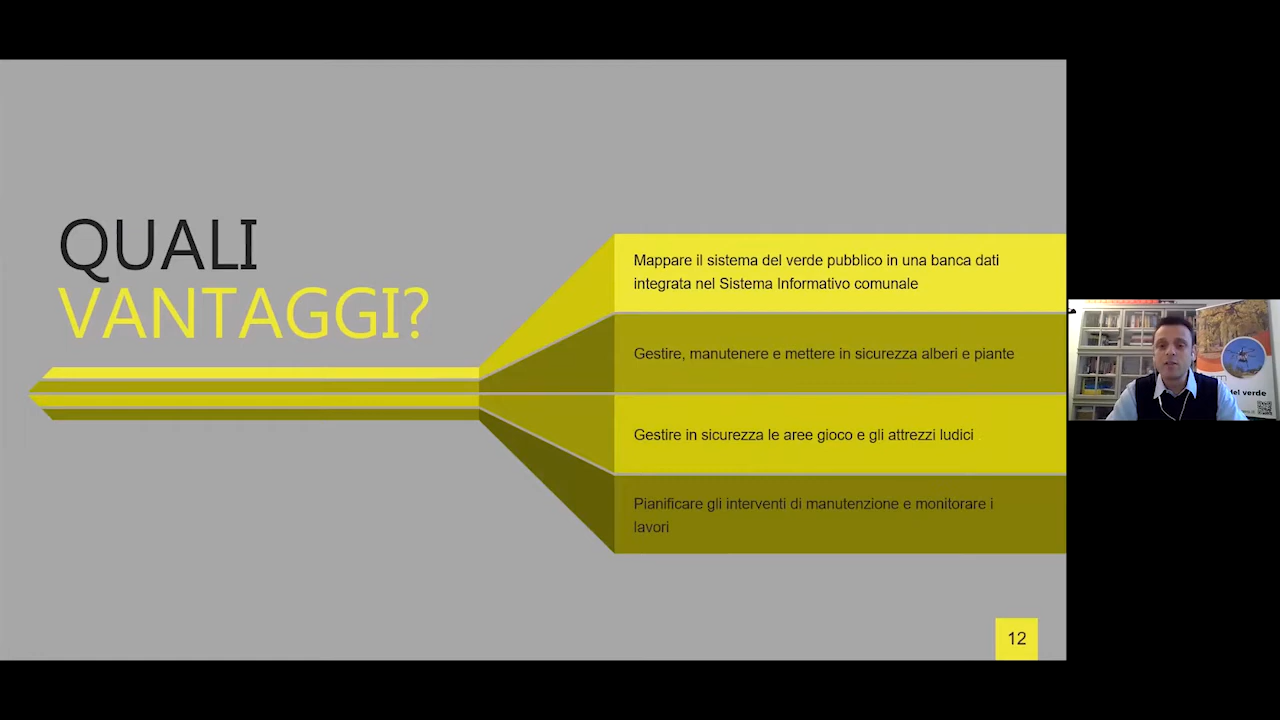 QUALI
VANTAGGI?
Mappare il sistema del verde pubblico in una banca dati
integrata nel Sistema Informativo comunale
Gestire, manutenere e mettere in sicurezza alberi e piante
Gestire in sicurezza le aree gioco e gli attrezzi ludici
Pianificare gli interventi di manutenzione e monitorare i
lavori
12
del verde